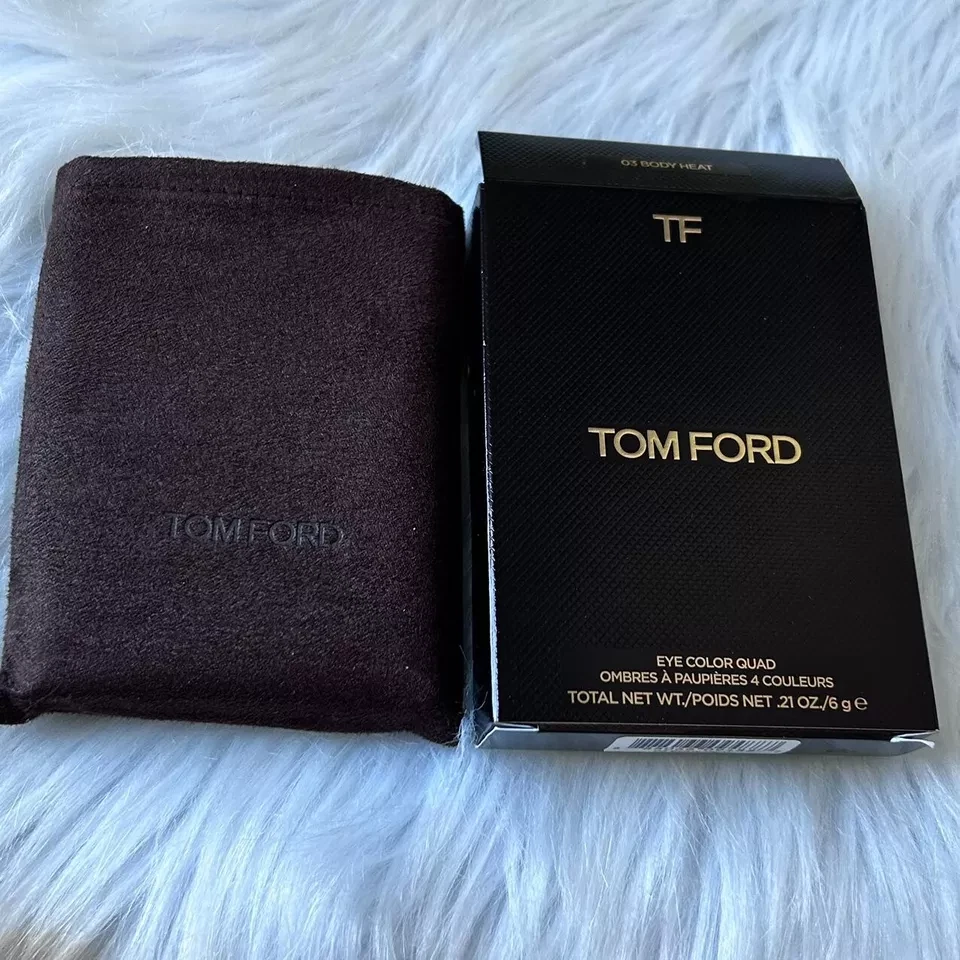 TOM FORD
03 BODY HEAT
TF
TOM FORD
EYE COLOR QUAD
OMBRES À PAUPIÈRES 4 COULEURS
TOTAL NET WT./POIDS NET .21 OZ./6 g ℮